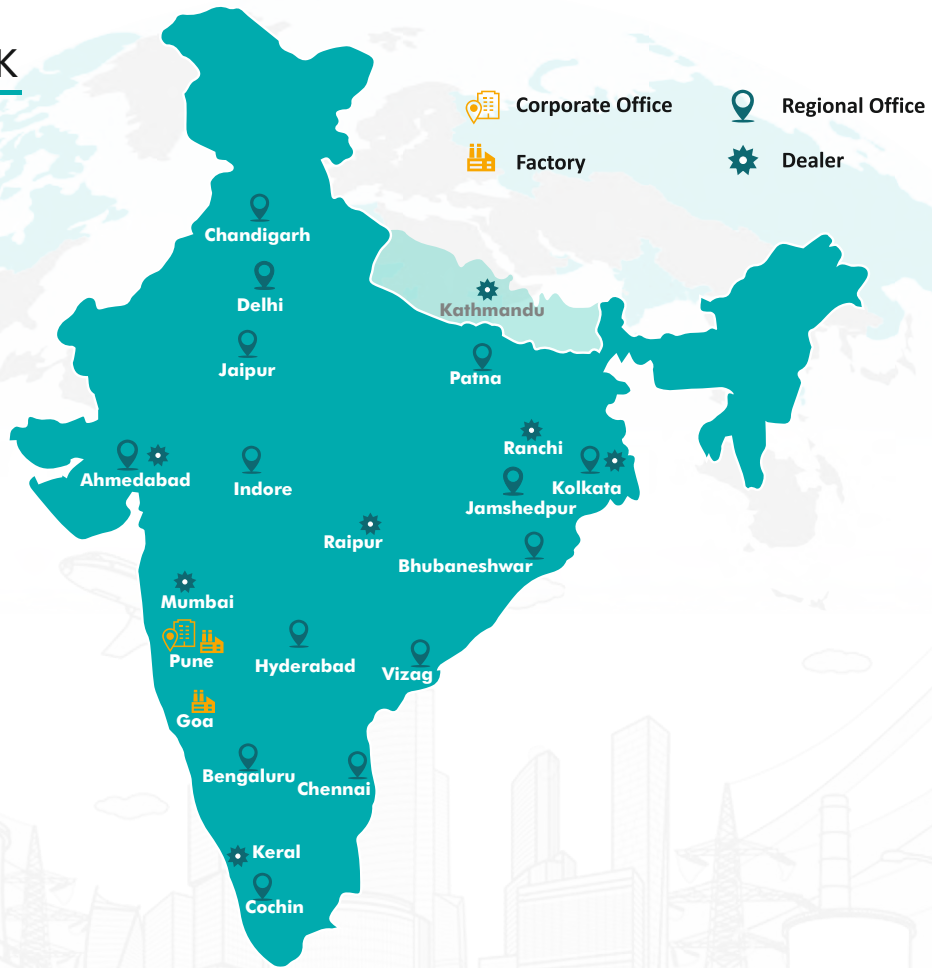 K
Corporate Office
Regional Office
Factory
Dealer
Chandigarh
Delhi
Kathmandu
Jaipur
Patna
Ranchi
Ahmedabad
Indore
Kolkata
Jamshedpur
Raipur
Bhubaneshwar
Mumbai
Pune
Hyderabad
Vizag
Goa
Bengaluru
Chennai
Keral
Cochin